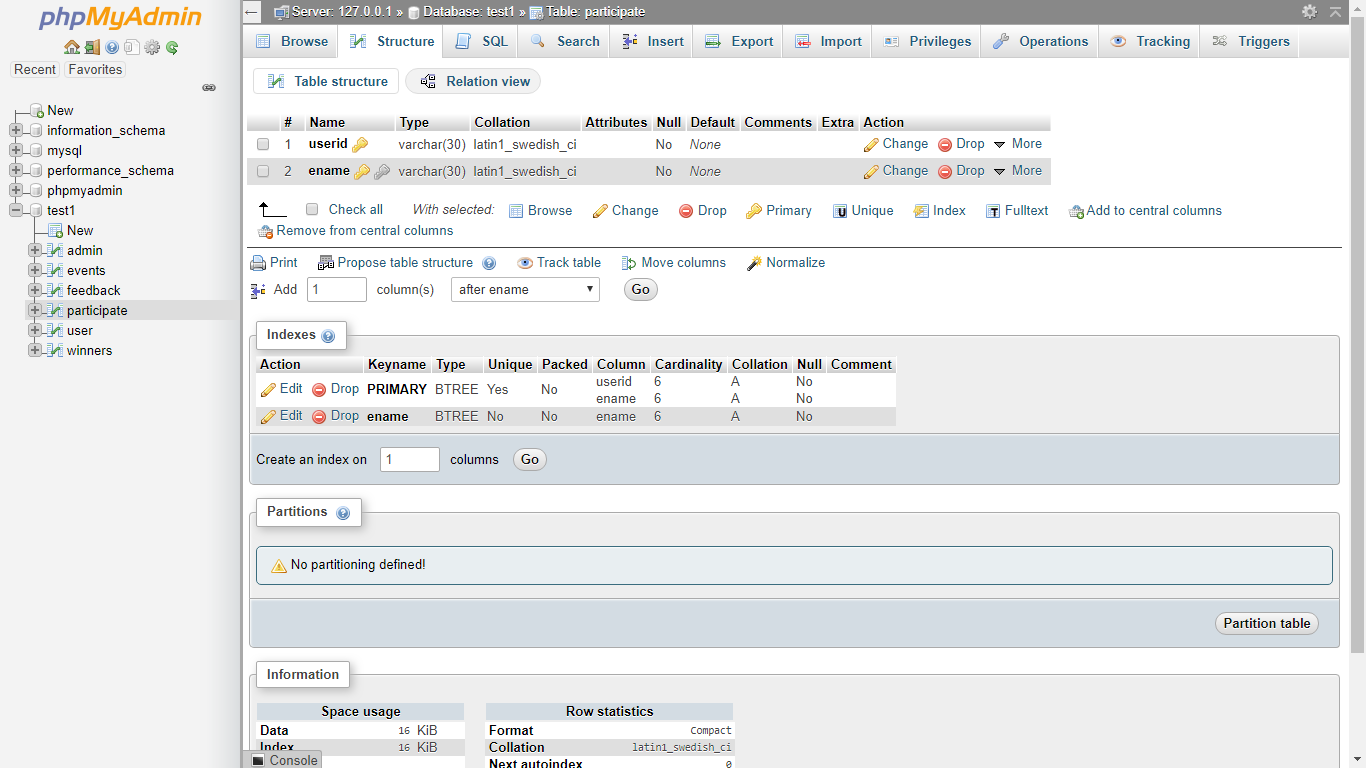 phpMyAdmin
Recent Favorites
New
information_schema
mysql
performance_schema
phpmyadmin
test1
New
admin
events
feedback
participate
user
winners
Server: 127.0.0.1 » Database: test1 » Table: participate
Browse Structure SQL Search Insert Export Import Privileges Operations Tracking Triggers
Table structure Relation view
# Name Type Collation Attributes Null Default Comments Extra Action
1 userid varchar(30) latin1_swedish_ci No None Change Drop More
2 ename varchar(30) latin1_swedish_ci No None Change Drop More
Check all With selected: Browse Change Drop Primary Unique Index Fulltext Add to central columns
Remove from central columns
Print Propose table structure Track table Move columns Normalize
Add 1 column(s) after ename Go
Indexes
Action Keyname Type Unique Packed Column Cardinality Collation Null Comment
Edit Drop PRIMARY BTREE Yes No userid 6 A No
ename 6 A No
Edit Drop ename BTREE No No ename 6 A No
Create an index on 1 columns Go
Partitions
No partitioning defined!
Partition table
Information
Space usage
Data 16 KiB
Index 16 KiB
Row statistics
Format Compact
Collation latin1_swedish_ci
Next autoindex 0
Console